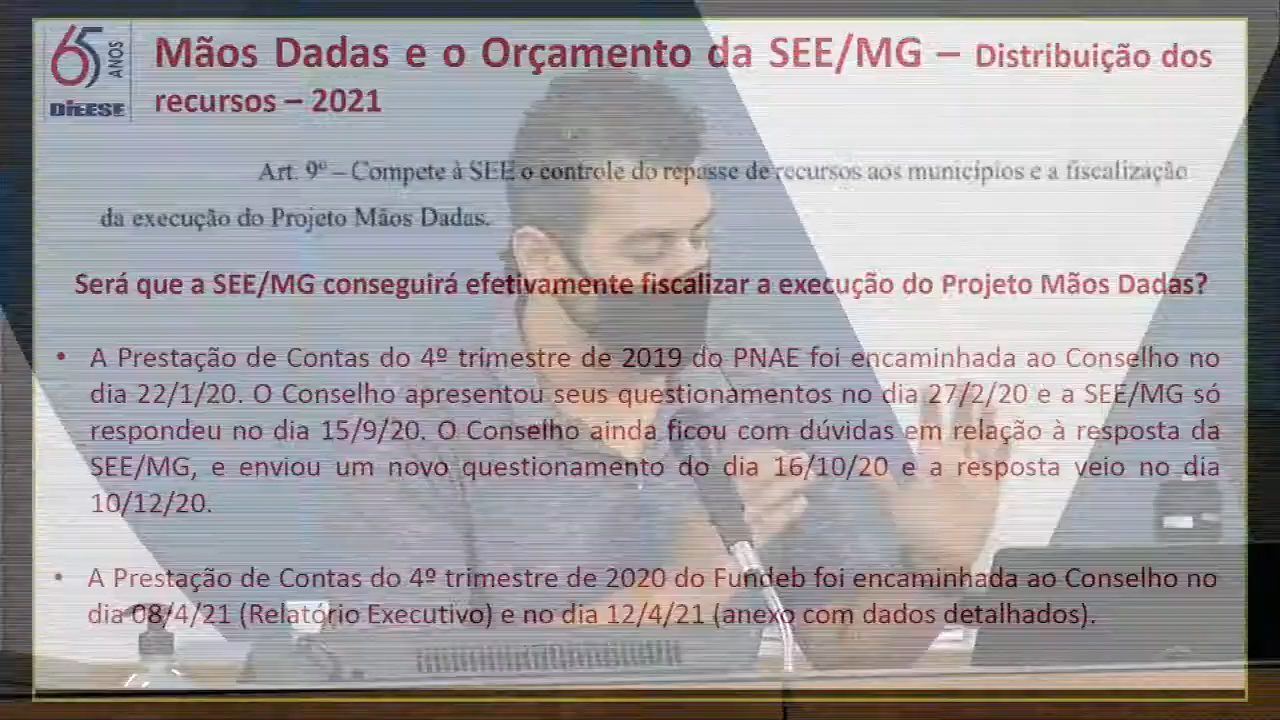 65 ANOS
DIEESE
Mãos Dadas e o Orçamento da SEE/MG – Distribuição dos
recursos – 2021
Art. 9º – Compete à SEE o controle do repasse de recursos aos municípios e a fiscalização
da execução do Projeto Mãos Dadas.
Será que a SEE/MG conseguirá efetivamente fiscalizar a execução do Projeto Mãos Dadas?
• A Prestação de Contas do 4º trimestre de 2019 do PNAE foi encaminhada ao Conselho no
dia 22/1/20. O Conselho apresentou seus questionamentos no dia 27/2/20 e a SEE/MG só
respondeu no dia 15/9/20. O Conselho ainda ficou com dúvidas em relação à resposta da
SEE/MG, e enviou um novo questionamento do dia 16/10/20 e a resposta veio no dia
10/12/20.
• A Prestação de Contas do 4º trimestre de 2020 do Fundeb foi encaminhada ao Conselho no
dia 08/4/21 (Relatório Executivo) e no dia 12/4/21 (anexo com dados detalhados).